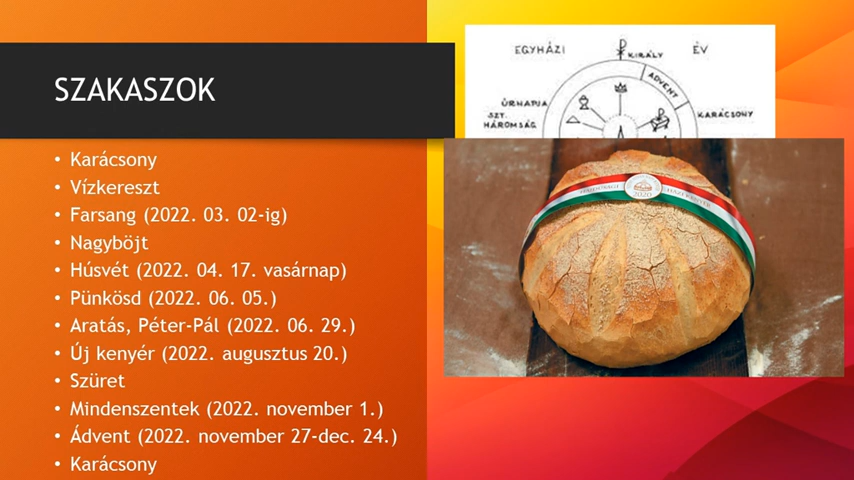 SZAKASZOK
• Karácsony
• Vízkereszt
• Farsang (2022. 03. 02-ig)
• Nagyböjt
• Húsvét (2022. 04. 17. vasárnap)
• Pünkösd (2022. 06. 05.)
• Aratás, Péter-Pál (2022. 06. 29.)
• Új kenyér (2022. augusztus 20.)
• Szüret
• Mindenszentek (2022. november 1.)
• Ádvent (2022. november 27-dec. 24.)
• Karácsony
EGYHÁZI ÉV
KIRÁLY
ADVENT
ÚRNAPJA
KARÁCSONY
SZT.
HÁROMSÁG
2020